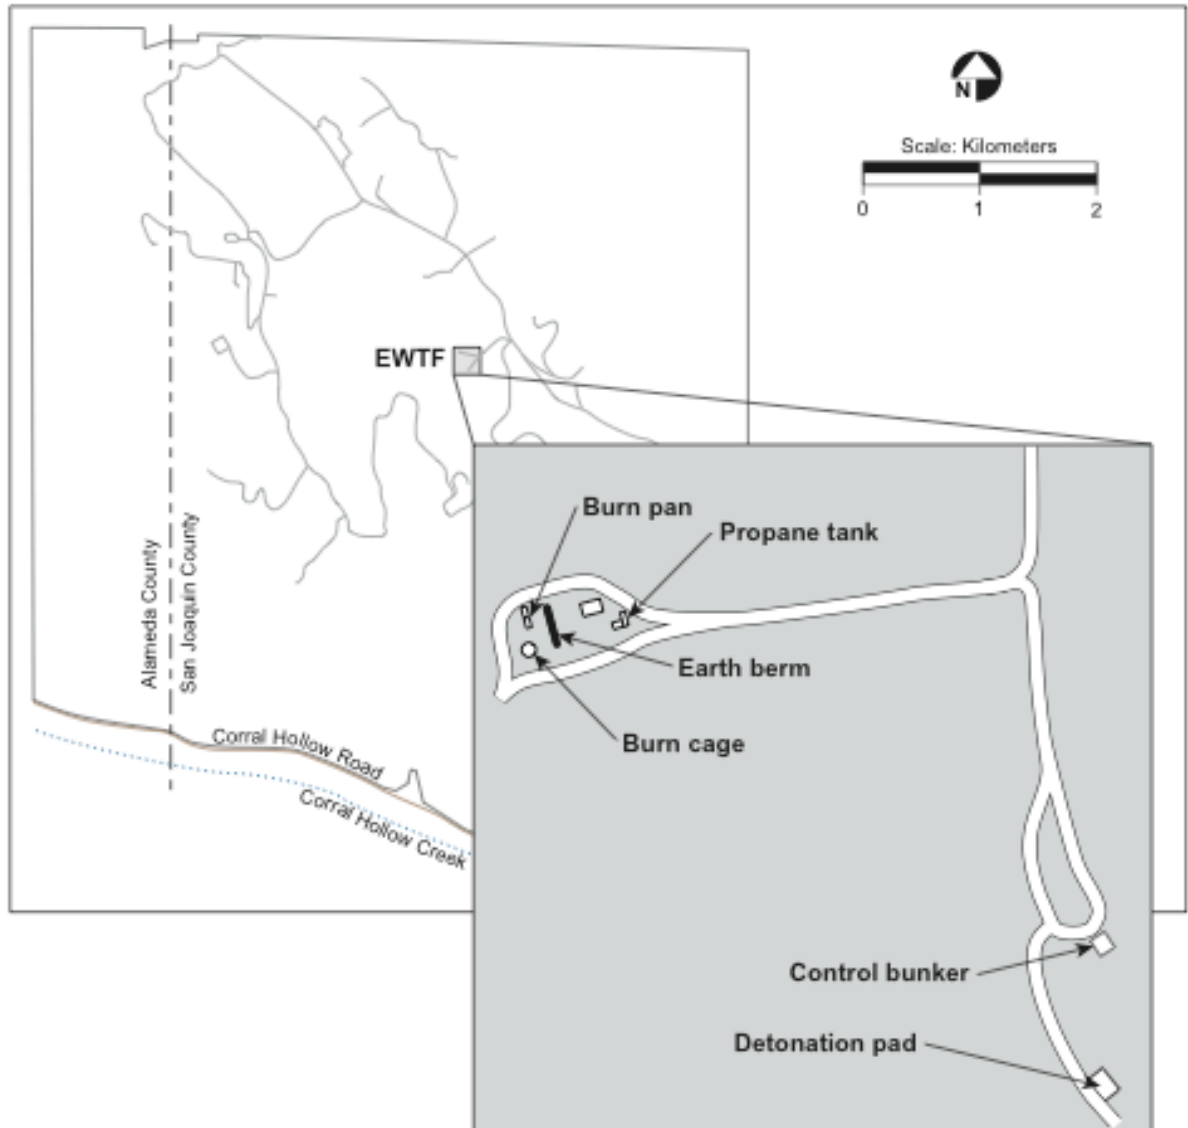 N
Scale: Kilometers
0 1 2
EWTF
Burn pan
Propane tank
Alameda County
San Joaquin County
Earth berm
Burn cage
Corral Hollow Road
Corral Hollow Creek
Control bunker
Detonation pad